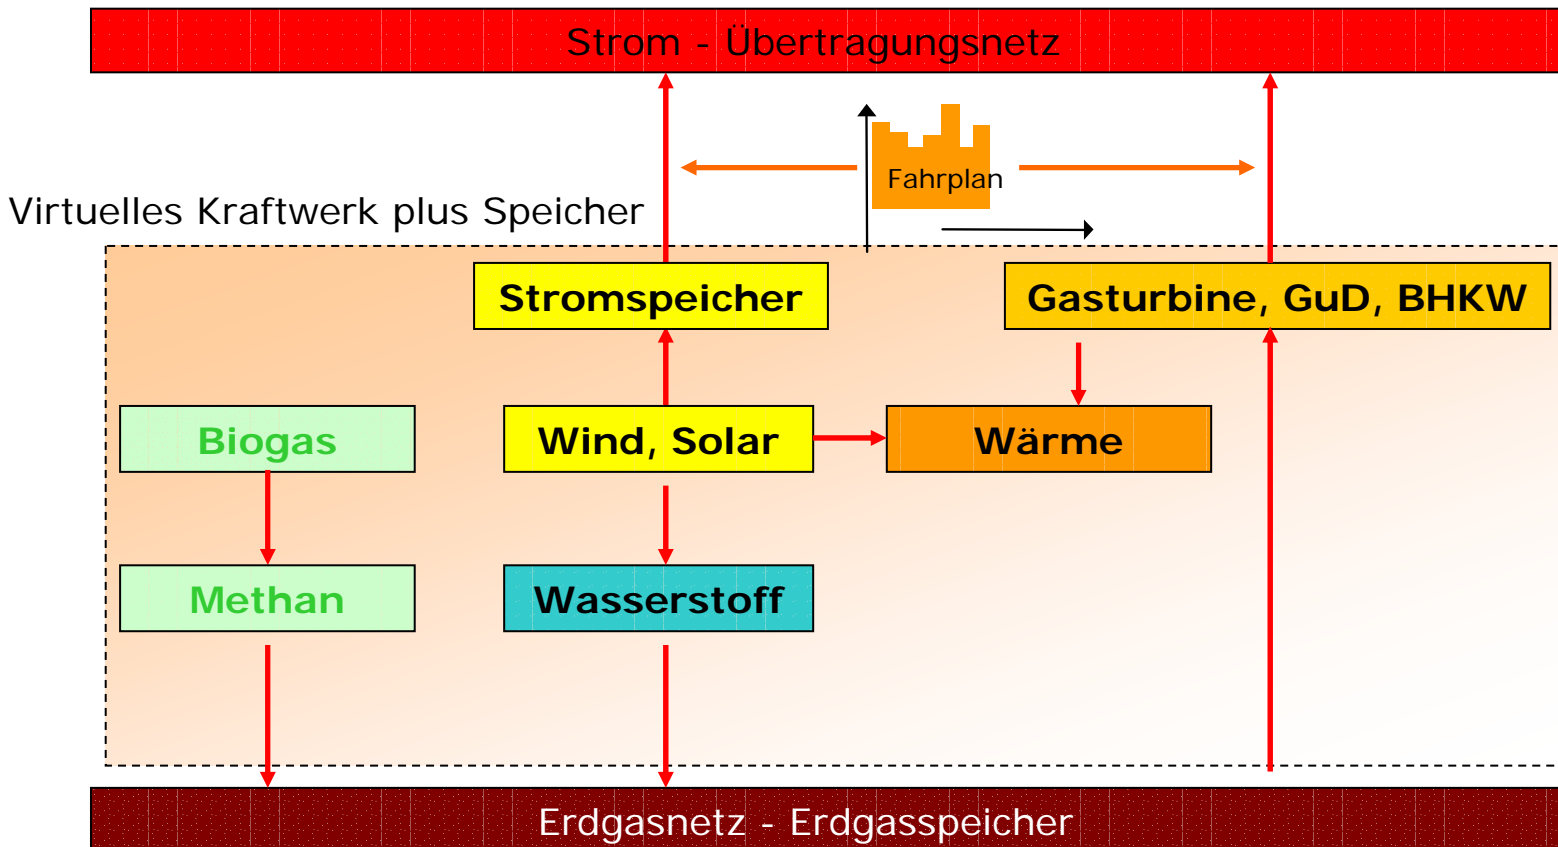 Strom - Übertragungsnetz
Fahrplan
Virtuelles Kraftwerk plus Speicher
Stromspeicher
Gasturbine, GuD, BHKW
Biogas
Wind, Solar
Wärme
Methan
Wasserstoff
Erdgasnetz - Erdgasspeicher